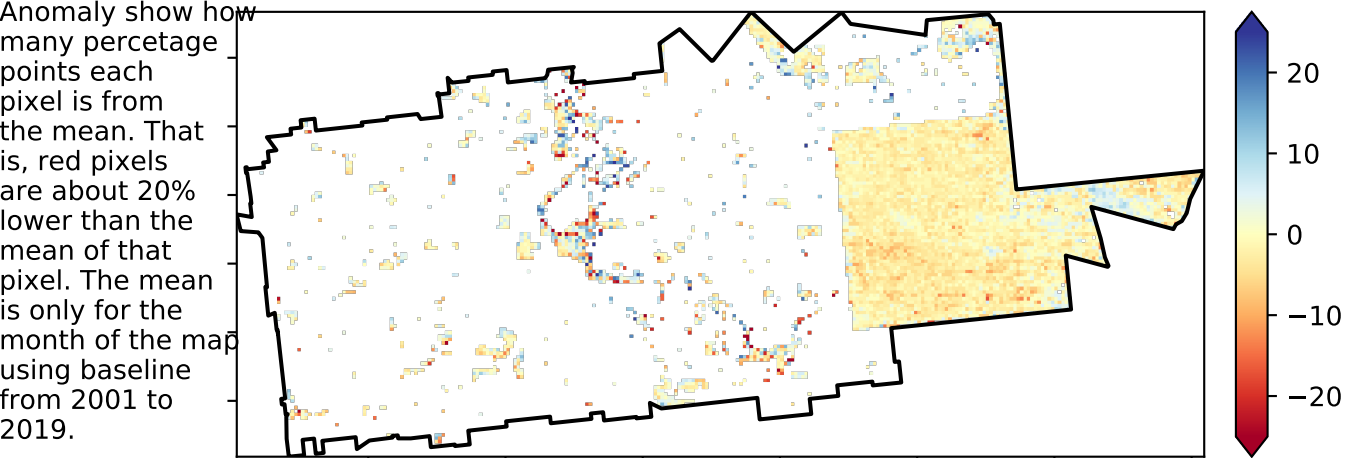 Anomaly show how
many percetage
points each
pixel is from
the mean. That
is, red pixels
are about 20%
lower than the
mean of that
pixel. The mean
is only for the
month of the map
using baseline
from 2001 to
2019.
20
10
0
−10
−20